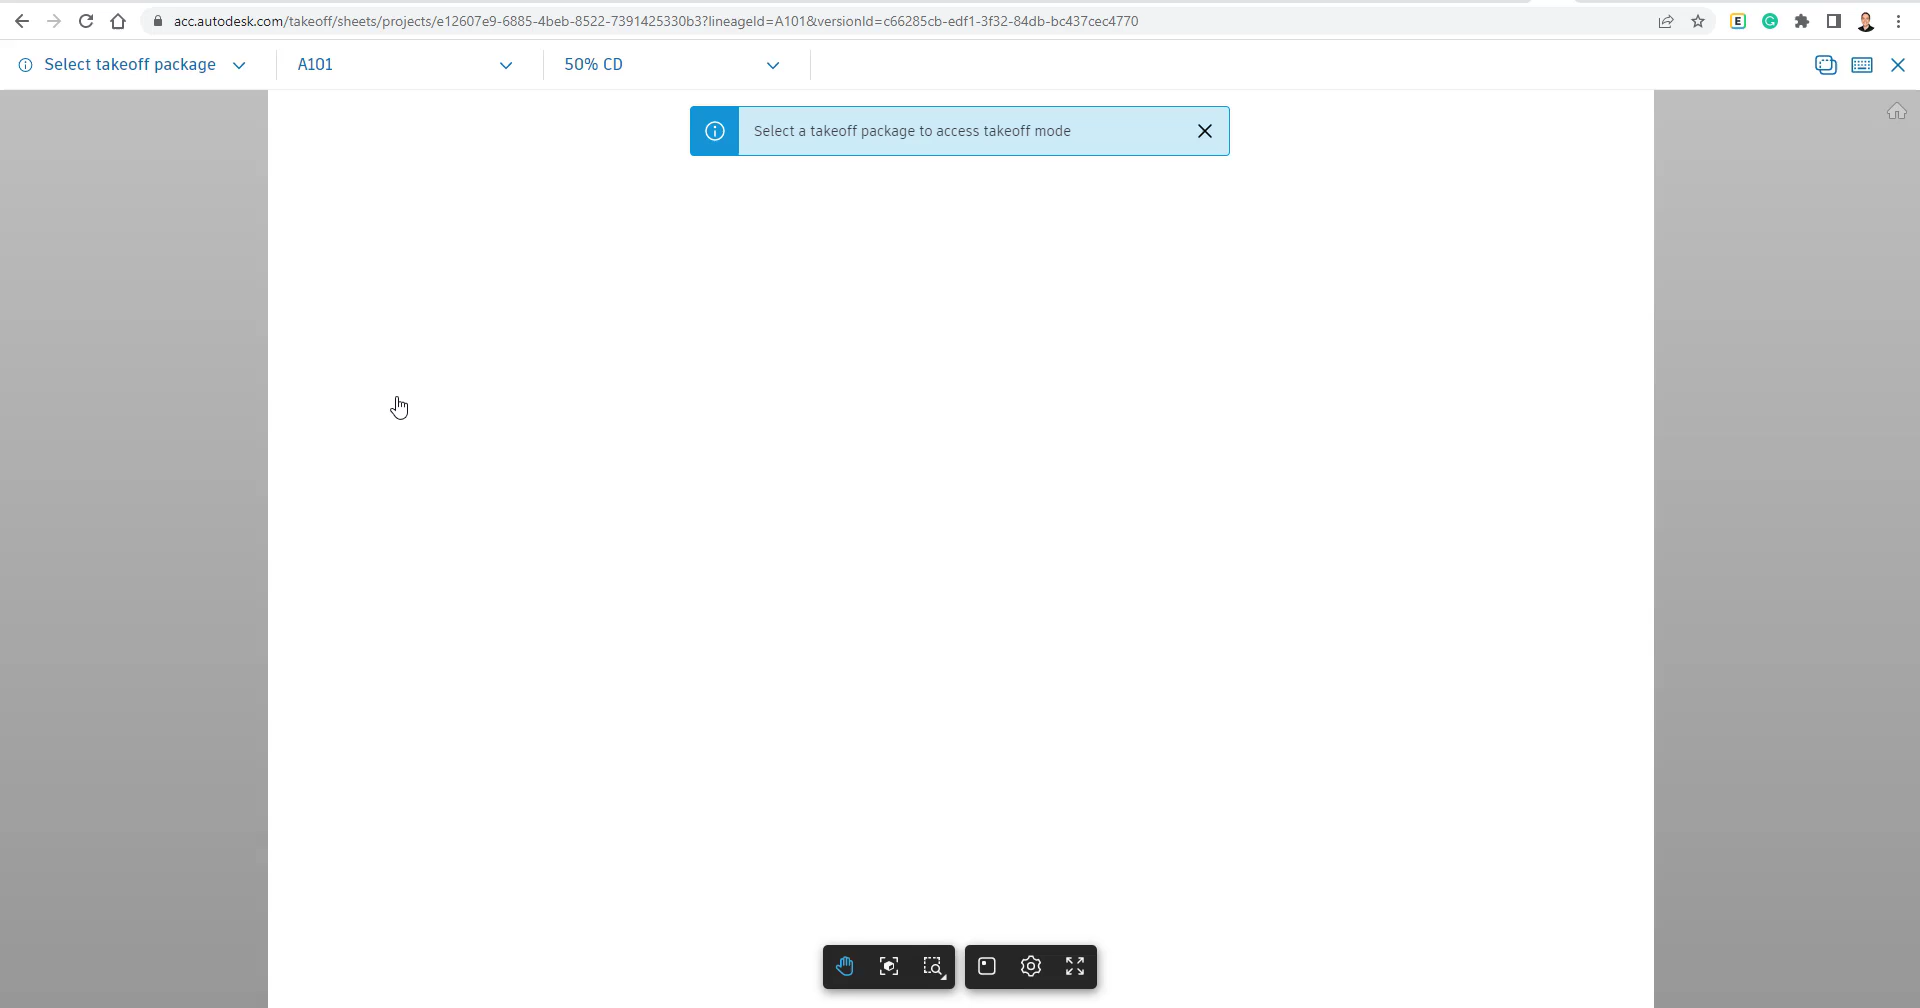 acc.autodesk.com/takeoff/sheets/projects/e12607e9-6885-4beb-8522-7391425330b3?lineageId=A101&versionId=c66285cb-edf1-3f32-84db-bc437cec4770
E
G
Select takeoff package
A101
50% CD
Select a takeoff package to access takeoff mode